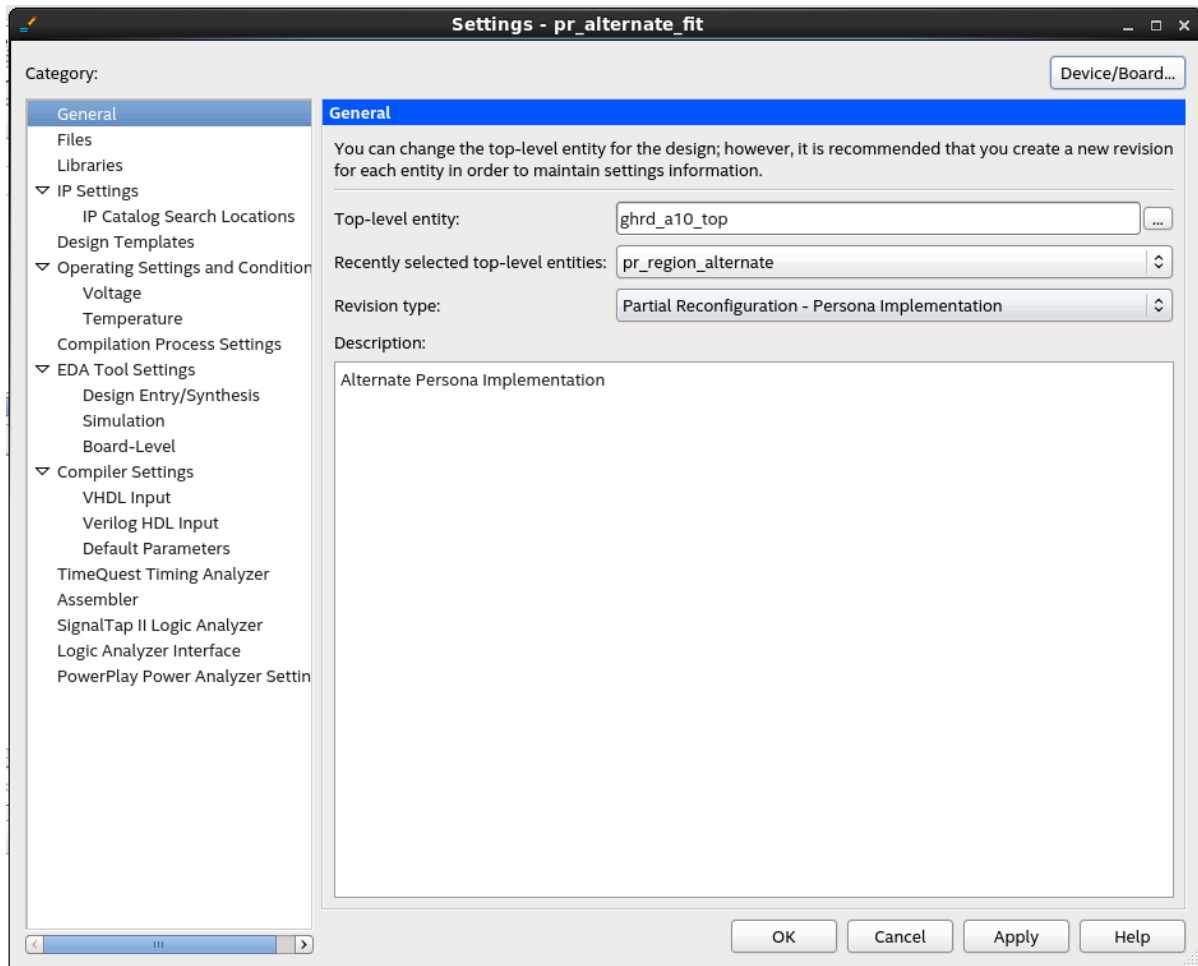 Settings - pr_alternate_fit
Category:
Device/Board...
General
Files
Libraries
IP Settings
IP Catalog Search Locations
Design Templates
Operating Settings and Condition
Voltage
Temperature
Compilation Process Settings
EDA Tool Settings
Design Entry/Synthesis
Simulation
Board-Level
Compiler Settings
VHDL Input
Verilog HDL Input
Default Parameters
TimeQuest Timing Analyzer
Assembler
SignalTap II Logic Analyzer
Logic Analyzer Interface
PowerPlay Power Analyzer Settin
General
You can change the top-level entity for the design; however, it is recommended that you create a new revision
for each entity in order to maintain settings information.
Top-level entity: ghrd_a10_top ...
Recently selected top-level entities: pr_region_alternate
Revision type: Partial Reconfiguration - Persona Implementation
Description:
Alternate Persona Implementation
OK Cancel Apply Help